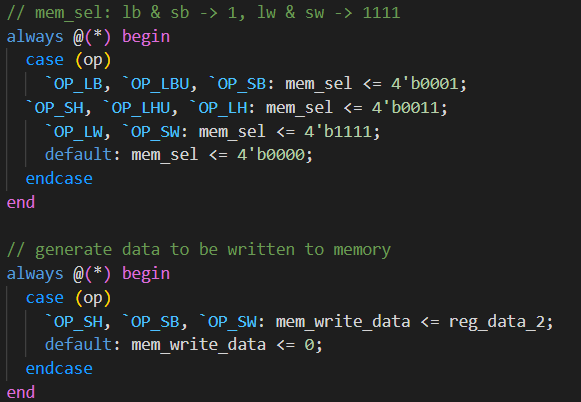 // mem_sel: lb & sb -> 1, lw & sw -> 1111
always @(*) begin
  case (op)
    `OP_LB, `OP_LBU, `OP_SB: mem_sel <= 4'b0001;
  `OP_SH, `OP_LHU, `OP_LH: mem_sel <= 4'b0011;
    `OP_LW, `OP_SW: mem_sel <= 4'b1111;
    default: mem_sel <= 4'b0000;
  endcase
end

// generate data to be written to memory
always @(*) begin
  case (op)
    `OP_SH, `OP_SB, `OP_SW: mem_write_data <= reg_data_2;
    default: mem_write_data <= 0;
  endcase
end